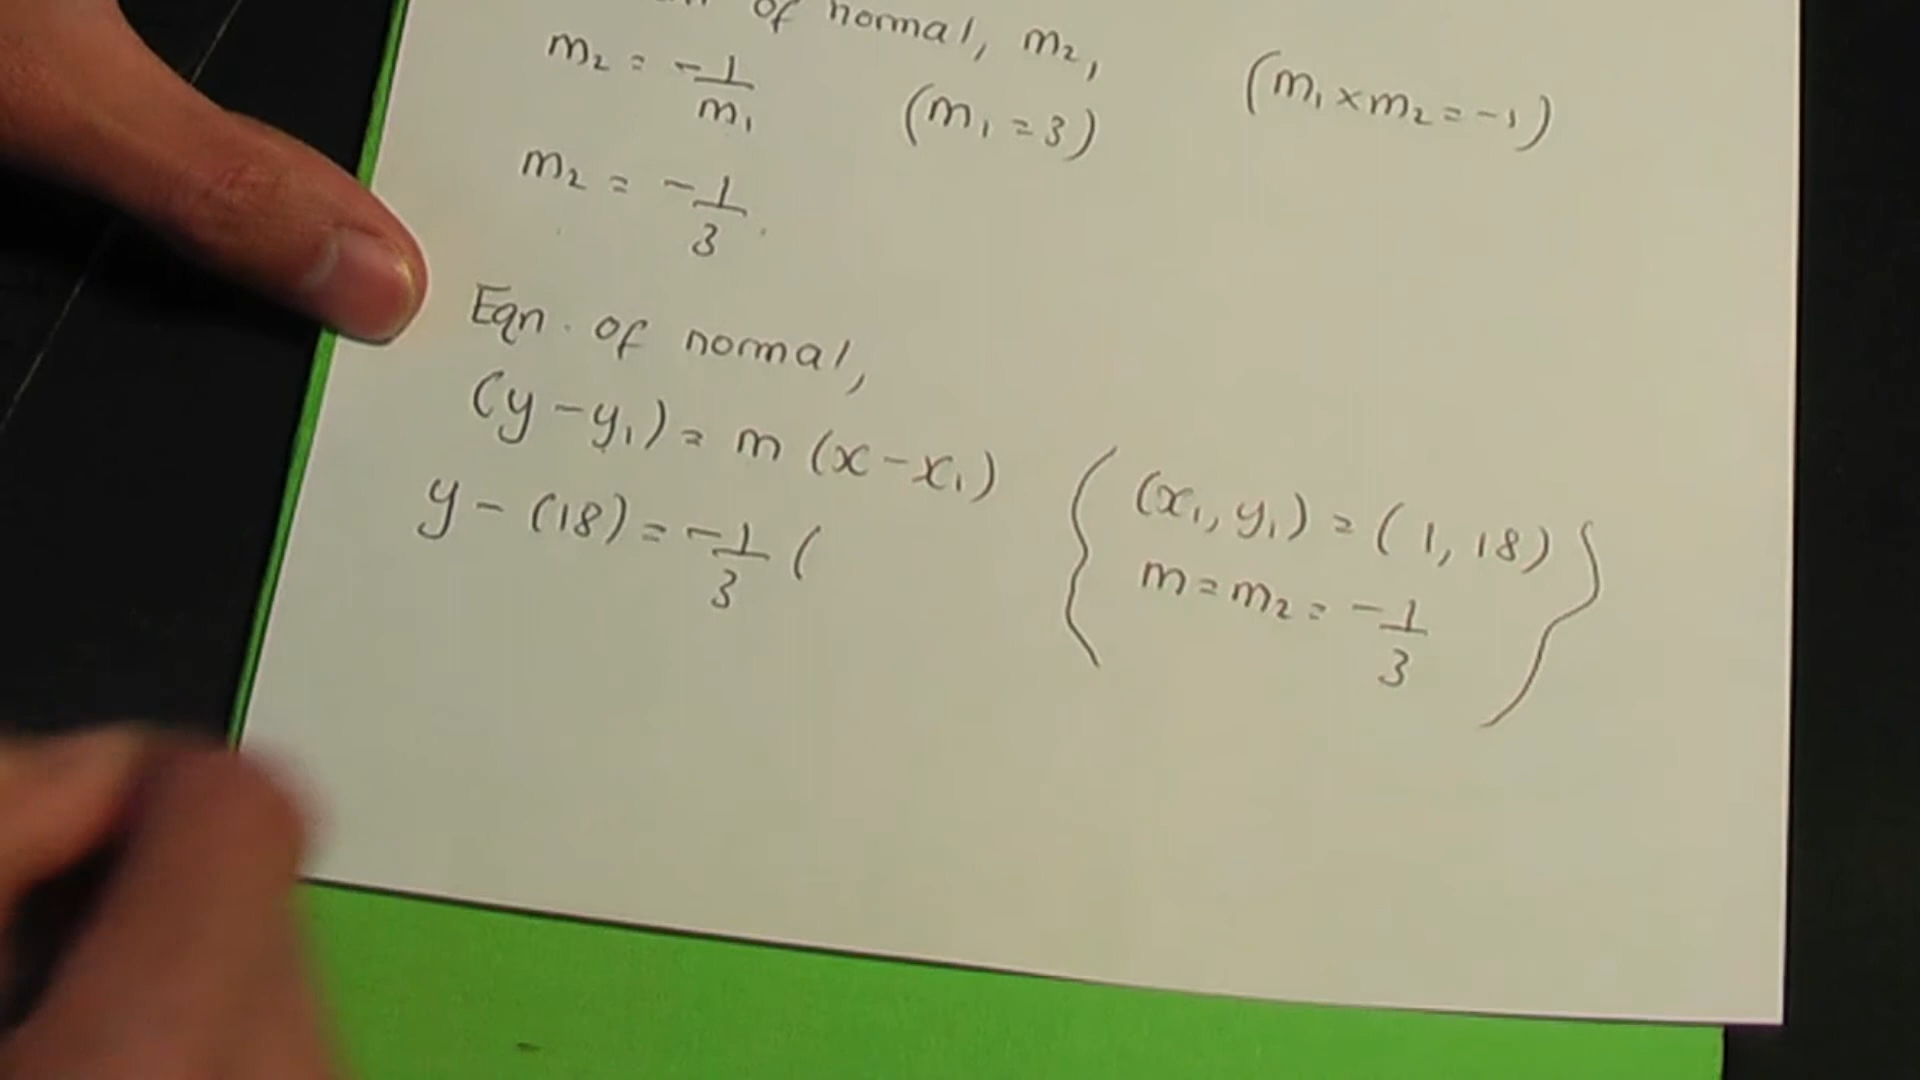 of normal, m₂,
m₂ = -1/m₁ (m₁ = 3) (m₁ × m₂ = -1)
m₂ = -1/3.
Eqn. of normal,
(y - y₁) = m (x - x₁)
y - (18) = -1/3 (
(x₁, y₁) = (1, 18)
m = m₂ = -1/3